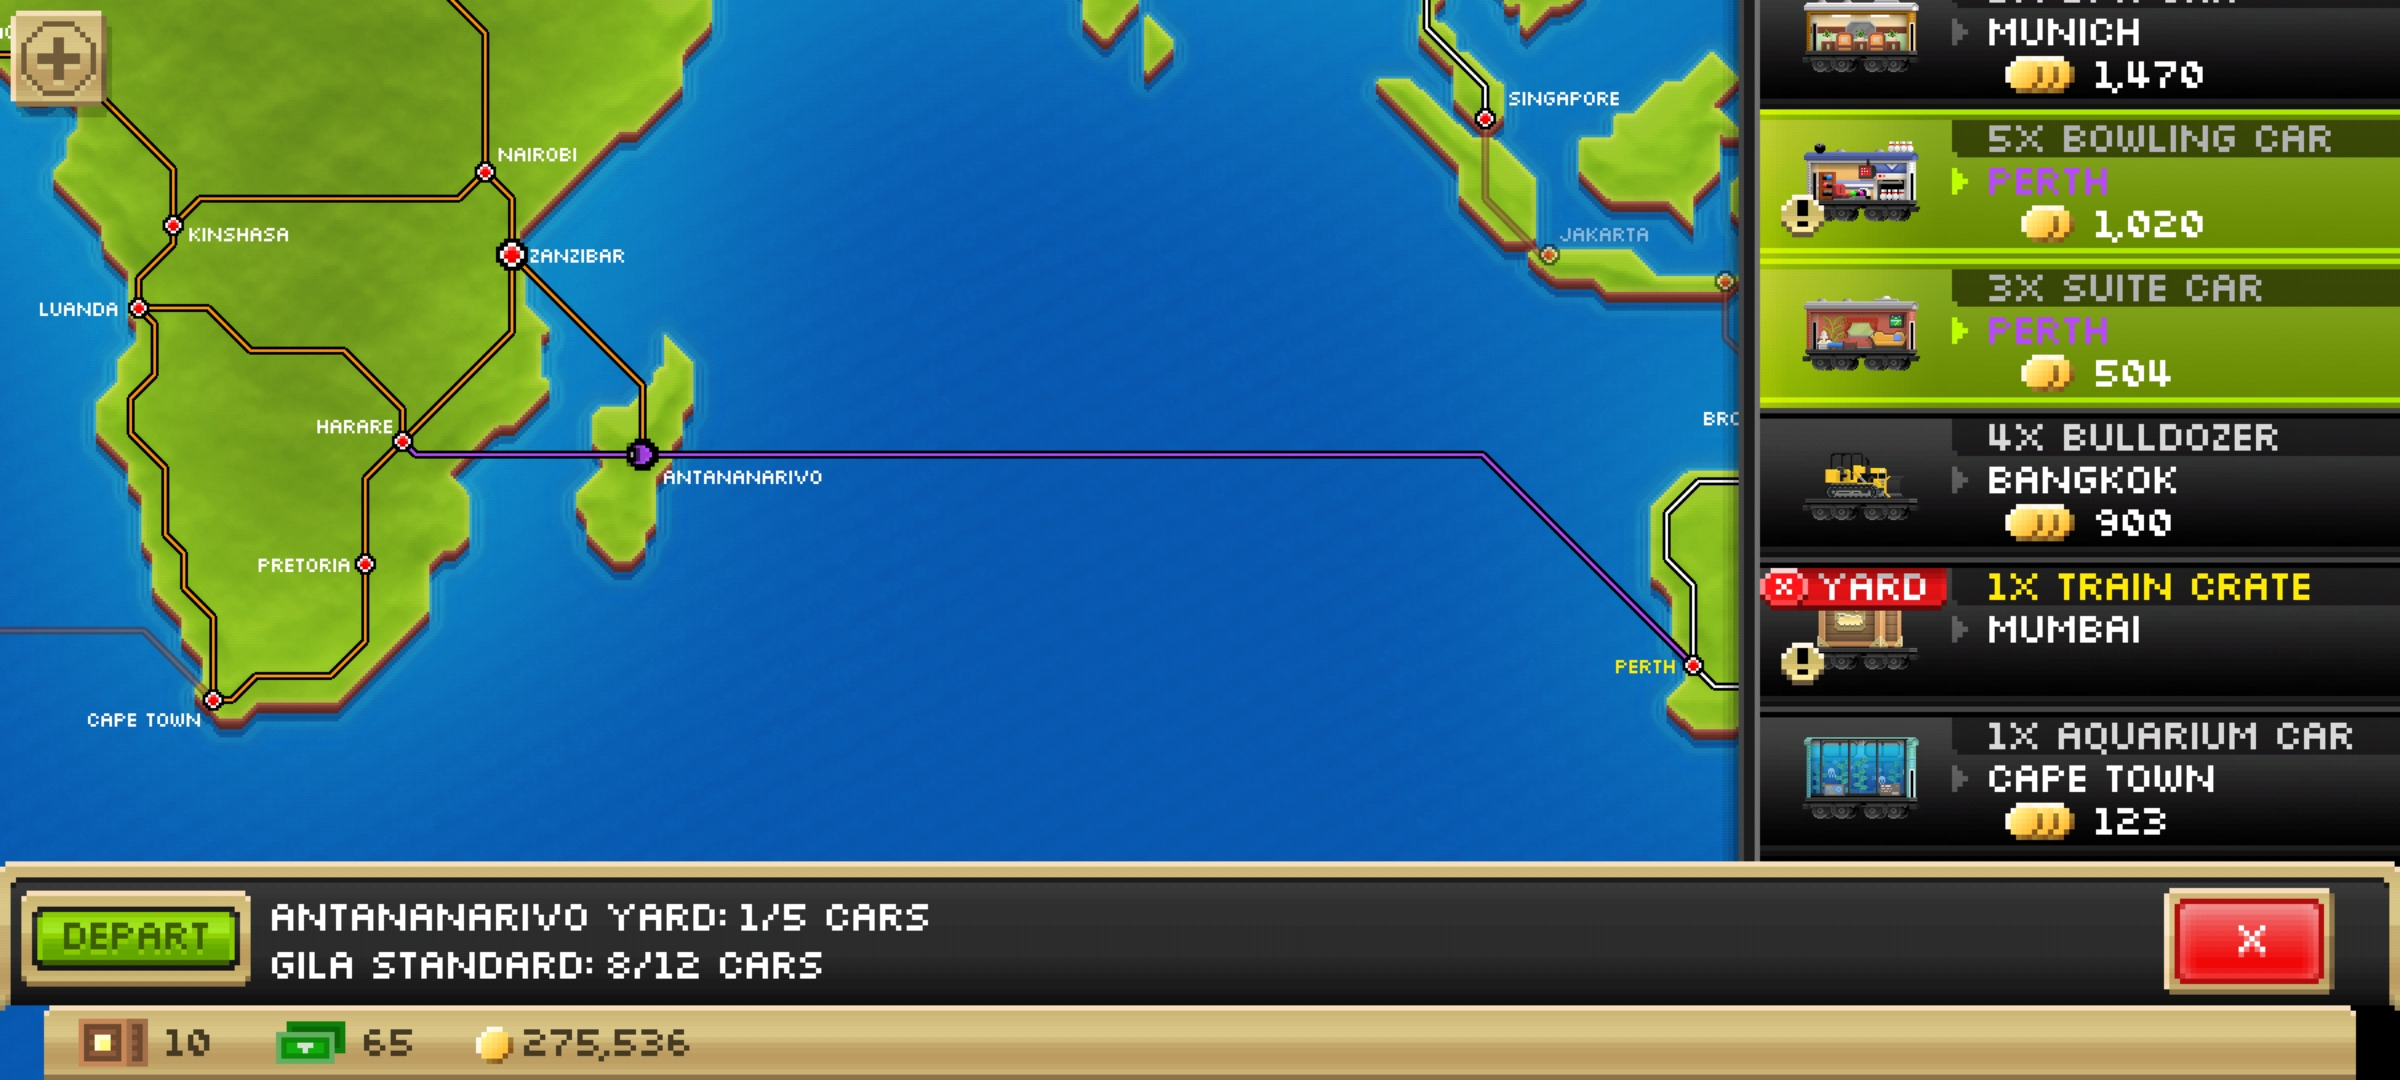 NAIROBI
KINSHASA
ZANZIBAR
LUANDA
HARARE
ANTANANARIVO
PRETORIA
CAPE TOWN
SINGAPORE
JAKARTA
PERTH
MUNICH
1,470
5X BOWLING CAR
PERTH
1,020
3X SUITE CAR
PERTH
504
4X BULLDOZER
BANGKOK
900
YARD
1X TRAIN CRATE
MUMBAI
1X AQUARIUM CAR
CAPE TOWN
123
DEPART
ANTANANARIVO YARD: 1/5 CARS
GILA STANDARD: 8/12 CARS
X
10
65
275,536